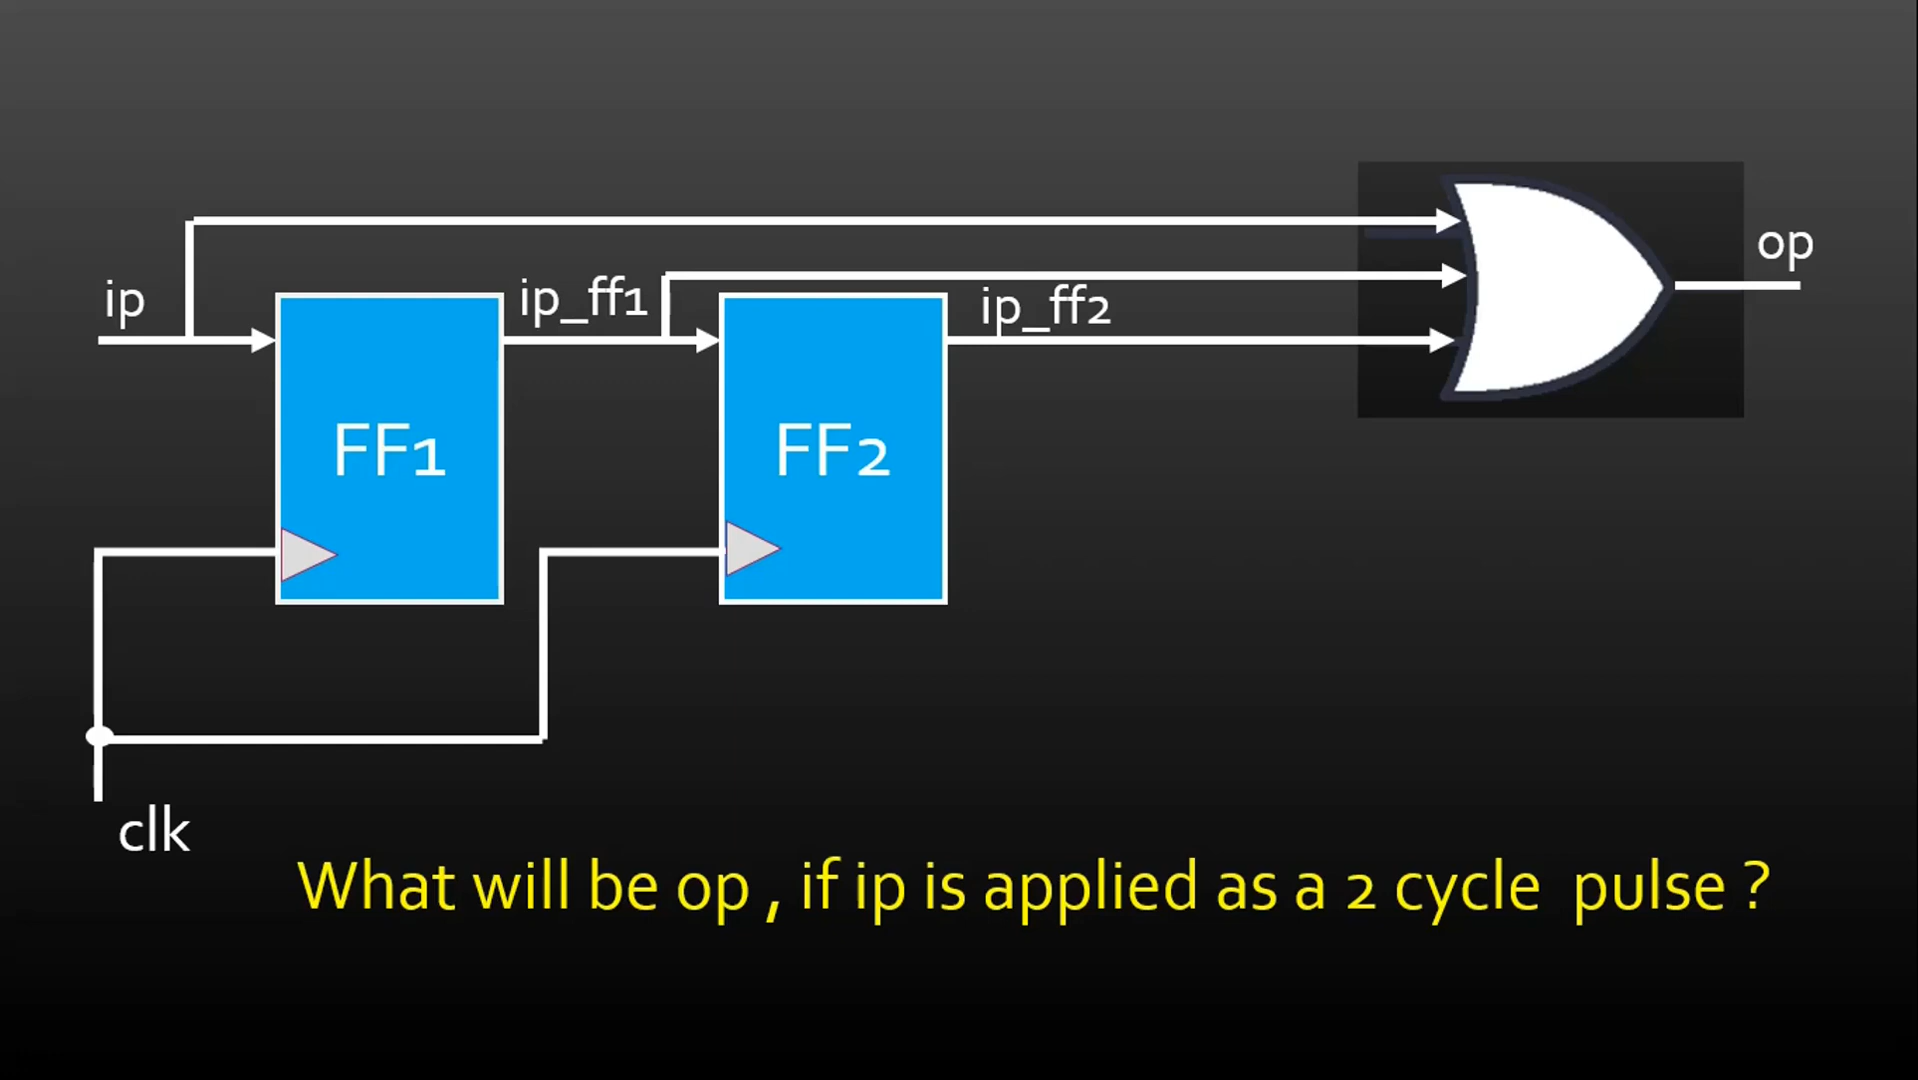 op
ip
ip_ff1
ip_ff2
FF1
FF2
clk
What will be op , if ip is applied as a 2 cycle pulse ?